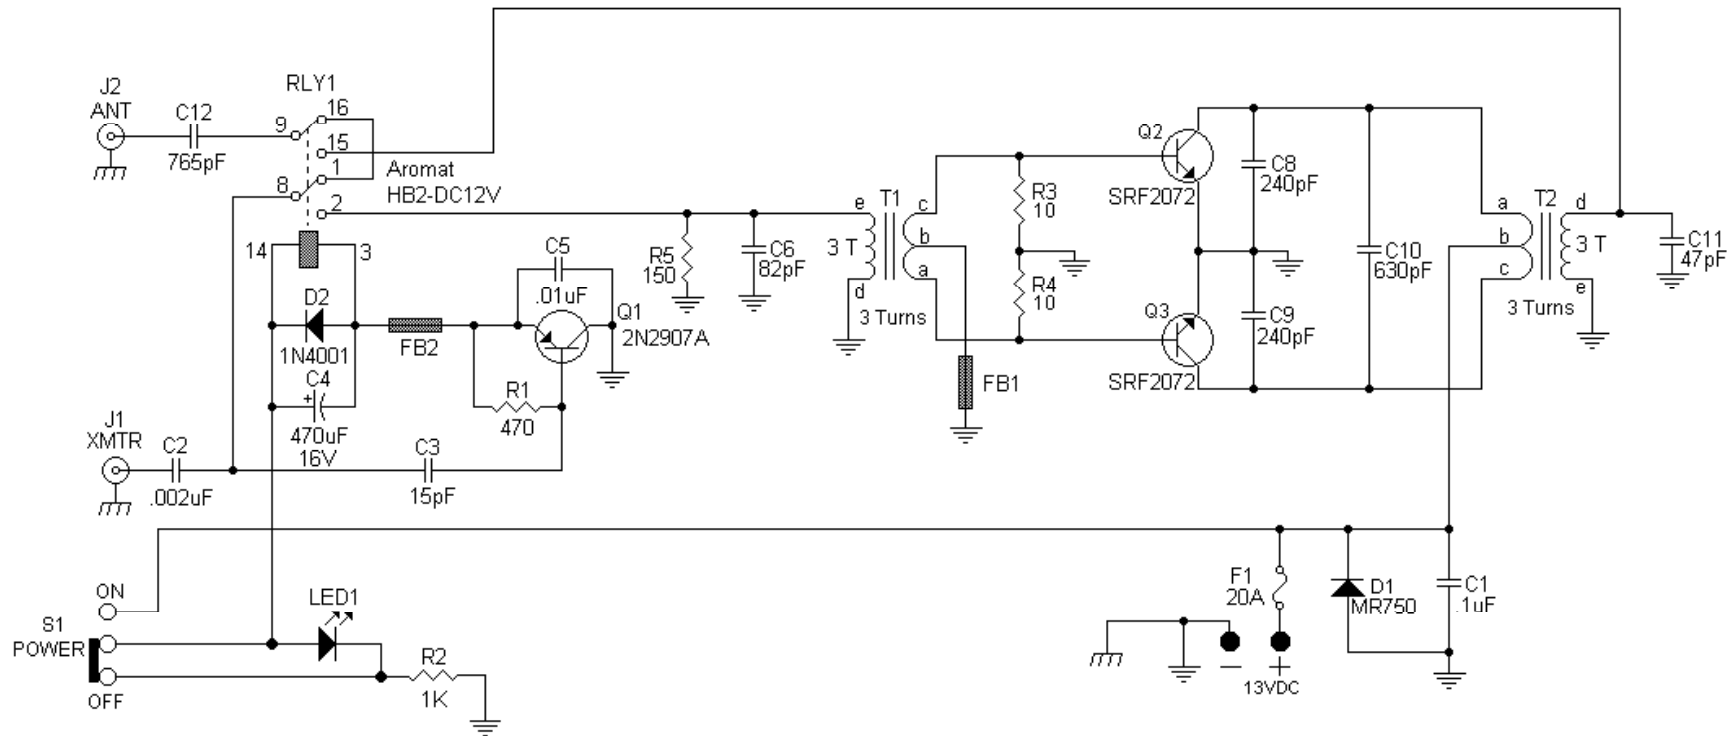 J2
ANT
C12
765pF
RLY1
9
16
15
1
8
2
Aromat
HB2-DC12V
14
3
D2
1N4001
C4
+
470uF
16V
FB2
C5
.01uF
Q1
2N2907A
R1
470
R5
150
C6
82pF
e
T1
c
3 T
b
a
d
3 Turns
R3
10
R4
10
FB1
Q2
SRF2072
Q3
SRF2072
C8
240pF
C9
240pF
C10
630pF
a
T2
d
b
3 T
c
e
3 Turns
C11
47pF
J1
XMTR
C2
.002uF
C3
15pF
ON
S1
POWER
OFF
LED1
R2
1K
F1
20A
D1
MR750
C1
.1uF
− +
13VDC